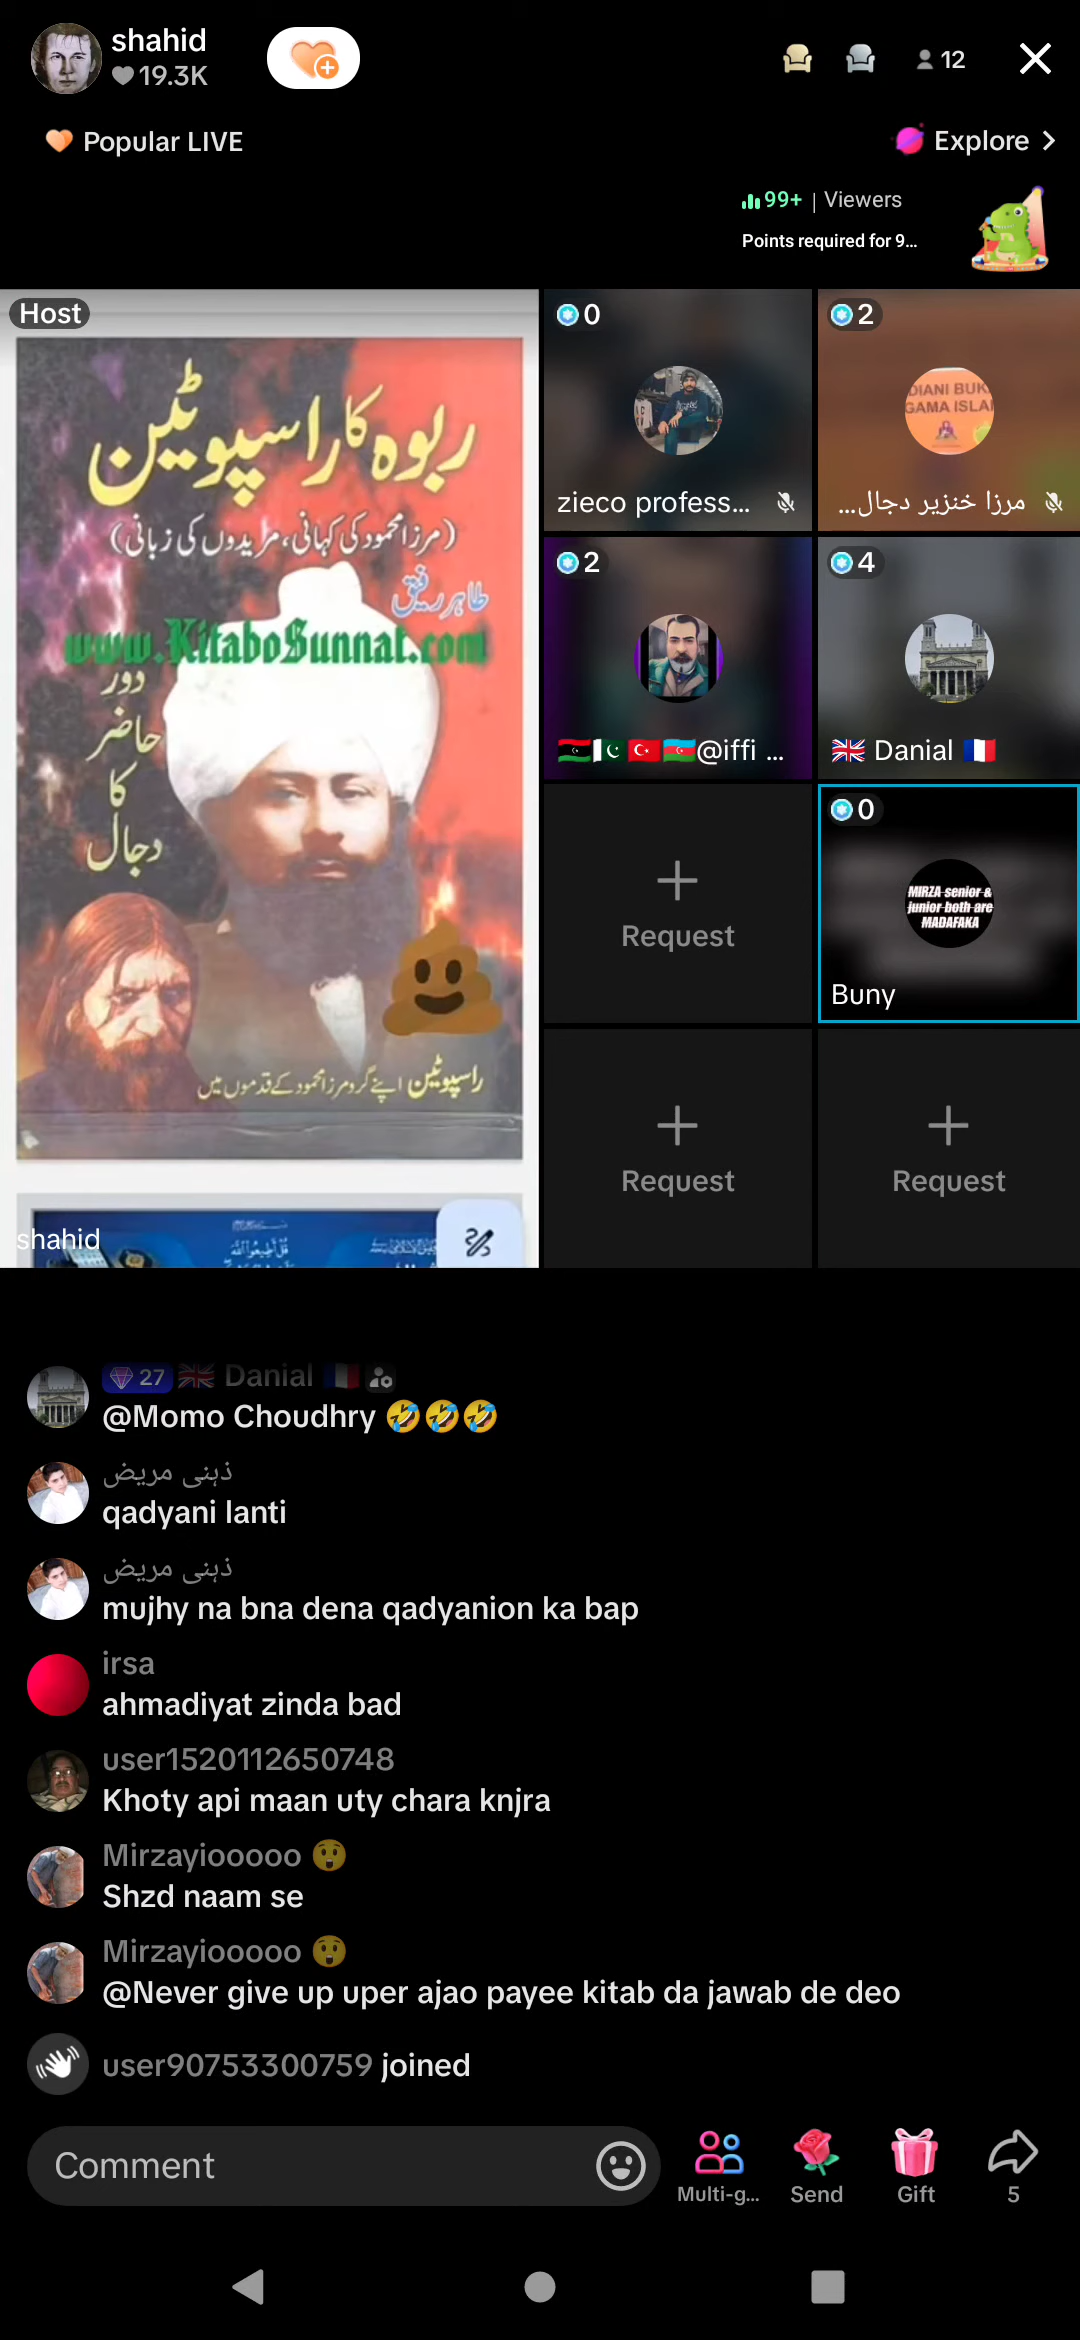 shahid
19.3K
12
Popular LIVE
Explore
99+ | Viewers
Points required for 9...
Host
ربوہ کا راسپوٹین
(مرزا محمود کی کہانی، مریدوں کی زبانی)
طاہر رفیق
www.KitaboSunnat.com
دور
حاضر
کا
دجال
راسپوٹین اپنے گرو مرزا محمود کے قدموں میں
shahid
0
zieco profess...
2
DIANI BUK
GAMA ISLA
مرزا خنزیر دجال...
2
@iffi ...
4
🇬🇧 Danial 🇫🇷
Request
0
MIRZA senior &
junior both are
MADAFAKA
Buny
Request
Request
27 🇬🇧 Danial 🇫🇷
@Momo Choudhry 🤣🤣🤣
ذہنی مریض
qadyani lanti
ذہنی مریض
mujhy na bna dena qadyanion ka bap
irsa
ahmadiyat zinda bad
user1520112650748
Khoty api maan uty chara knjra
Mirzayiooooo 😲
Shzd naam se
Mirzayiooooo 😲
@Never give up uper ajao payee kitab da jawab de deo
user90753300759 joined
Comment
Multi-g...
Send
Gift
5